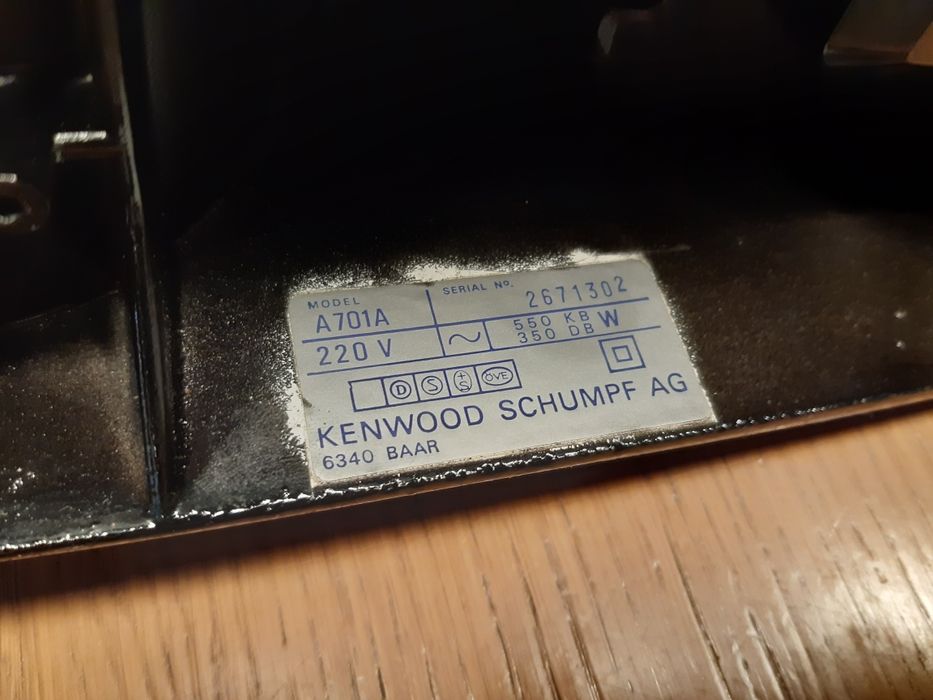 MODEL
A701A
SERIAL Nº.
2671302
220 V
~
550 KB
350 DB
W
D S +S ÖVE
KENWOOD SCHUMPF AG
6340 BAAR